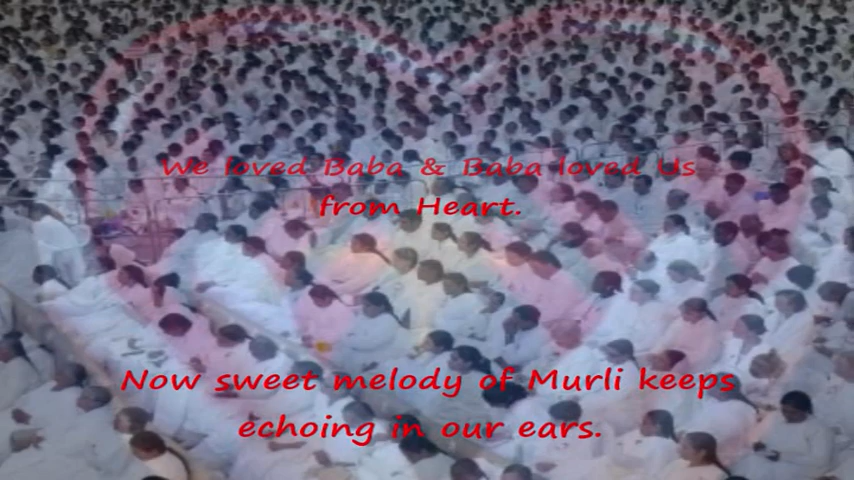 We loved Baba & Baba loved Us
from Heart.
Now sweet melody of Murli keeps
echoing in our ears.